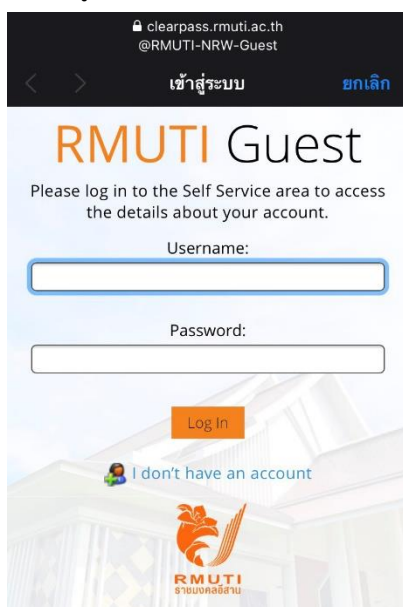 clearpass.rmuti.ac.th
@RMUTI-NRW-Guest
เข้าสู่ระบบ
ยกเลิก
RMUTI Guest
Please log in to the Self Service area to access
the details about your account.
Username:
Password:
Log In
I don't have an account
RMUTI
ราชมงคลอีสาน